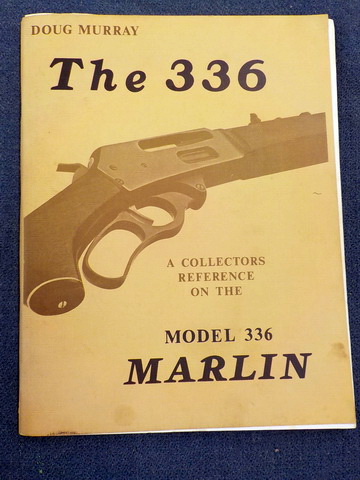 DOUG MURRAY
The 336
A COLLECTORS
REFERENCE
ON THE
MODEL 336
MARLIN